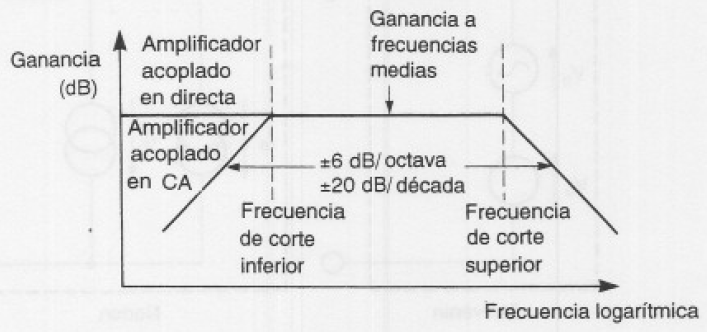 Ganancia
(dB)
Amplificador
acoplado
en directa
Ganancia a
frecuencias
medias
Amplificador
acoplado
en CA
±6 dB/octava
±20 dB/década
Frecuencia
de corte
inferior
Frecuencia
de corte
superior
Frecuencia logarítmica